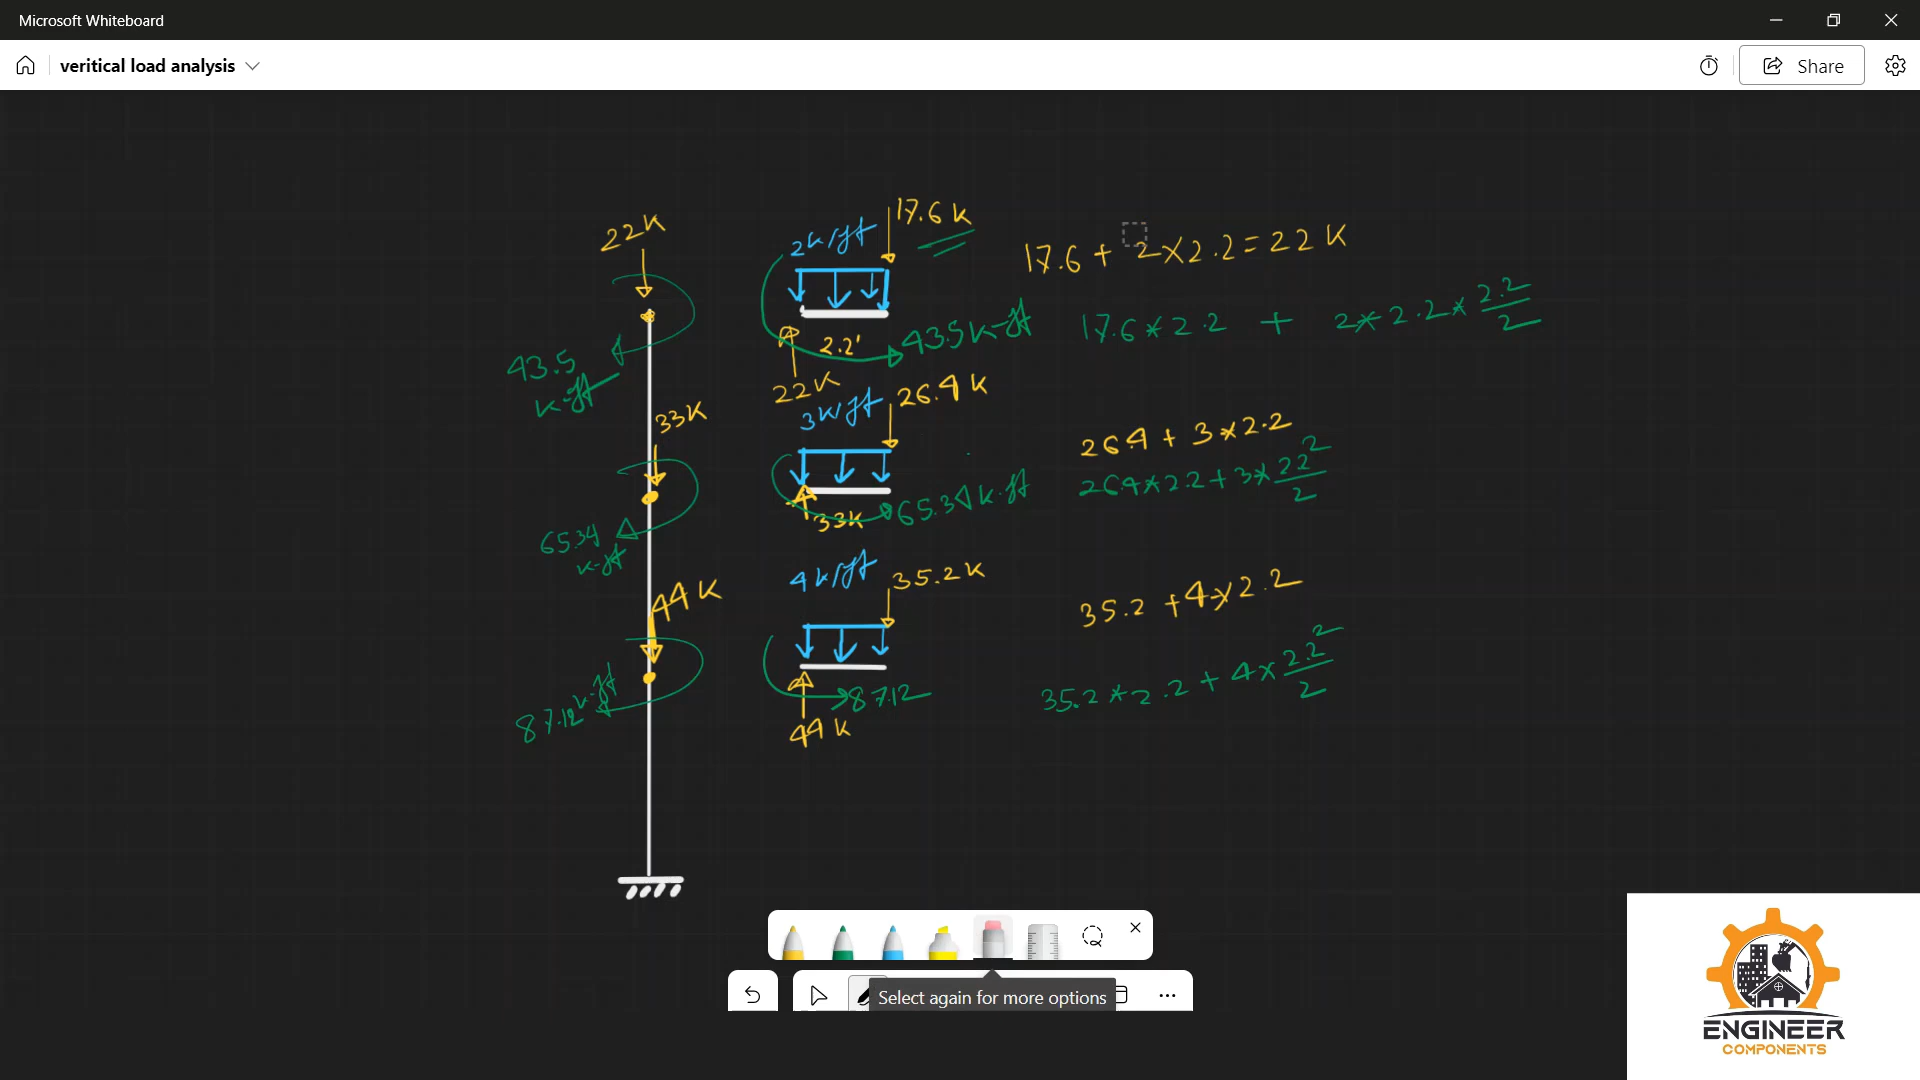 Microsoft Whiteboard
veritical load analysis
Share
22K
43.5
K-ft
33K
65.34
K-ft
44 K
87.12 K-ft
2K/ft
17.6 K
2.2'
43.5 K-ft
22K
3K/ft
26.4 K
33K
65.34 K-ft
4K/ft
35.2 K
87.12
44 K
17.6 + 2×2.2 = 22 K
17.6 * 2.2 + 2 * 2.2 * 2.2/2
26.4 + 3*2.2
26.4*2.2 + 3* 2.2²/2
35.2 + 4×2.2
35.2 * 2.2 + 4× 2.2²/2
Select again for more options
ENGINEER
COMPONENTS